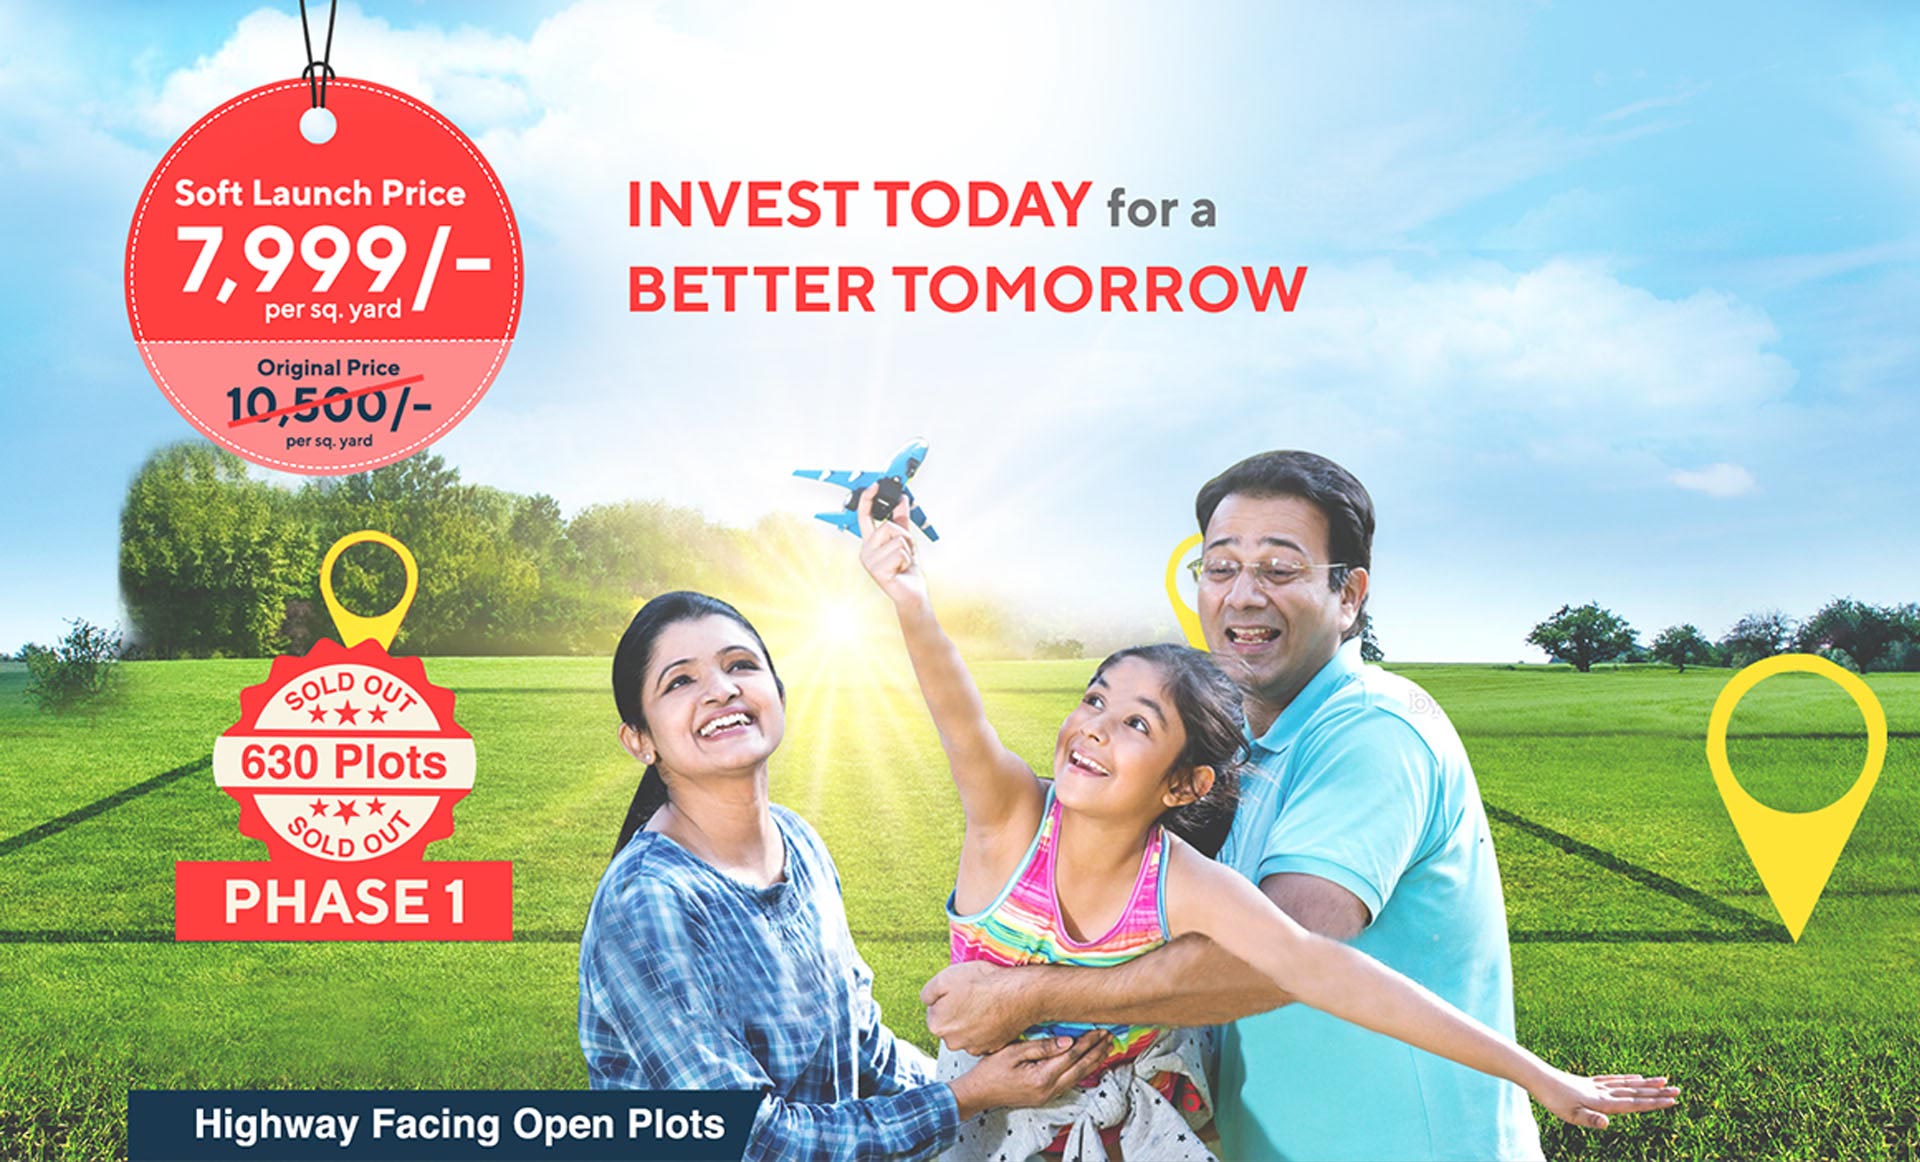 Soft Launch Price
7,999/-
per sq. yard
Original Price
10,500/-
per sq. yard
INVEST TODAY for a
BETTER TOMORROW
SOLD OUT
630 Plots
SOLD OUT
PHASE 1
Highway Facing Open Plots